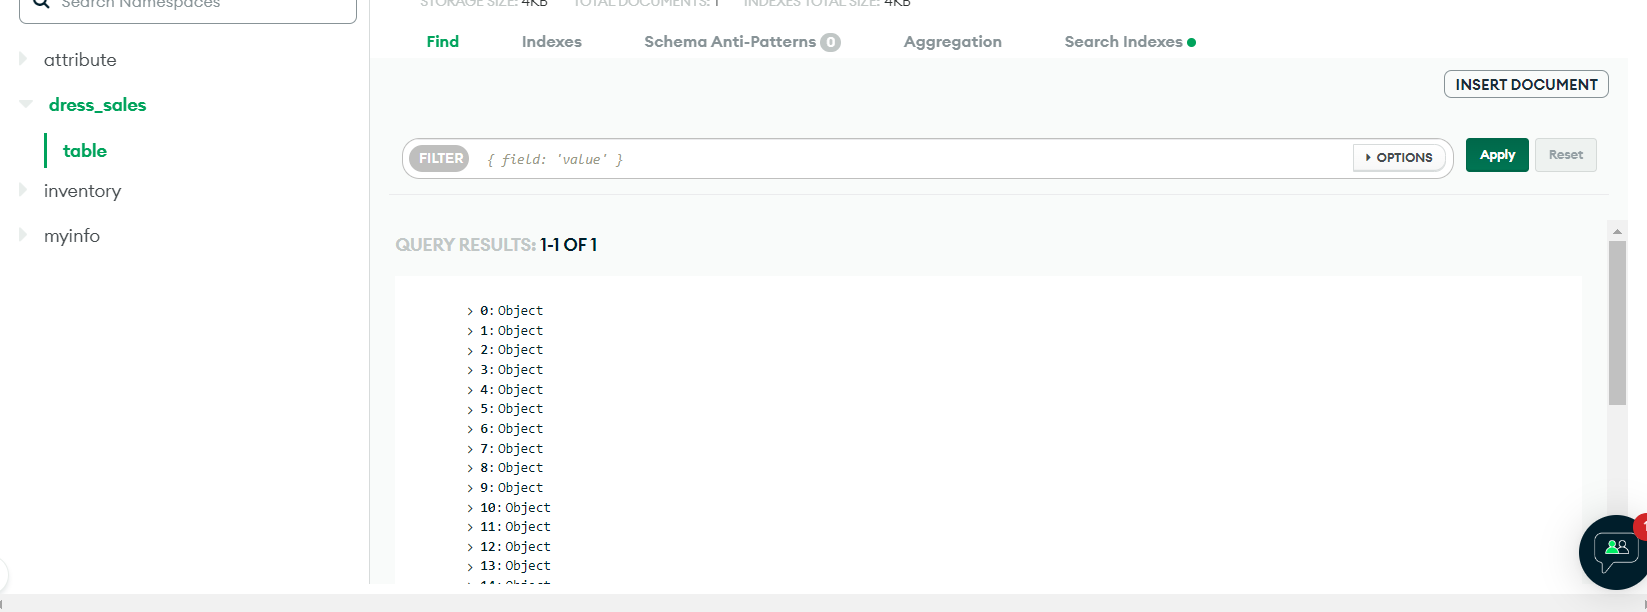 Search Namespaces
attribute
dress_sales
table
inventory
myinfo
STORAGE SIZE: 4KB TOTAL DOCUMENTS: 1 INDEXES TOTAL SIZE: 4KB
Find Indexes Schema Anti-Patterns 0 Aggregation Search Indexes
INSERT DOCUMENT
FILTER { field: 'value' } OPTIONS Apply Reset
QUERY RESULTS: 1-1 OF 1
0: Object
1: Object
2: Object
3: Object
4: Object
5: Object
6: Object
7: Object
8: Object
9: Object
10: Object
11: Object
12: Object
13: Object
14: Object